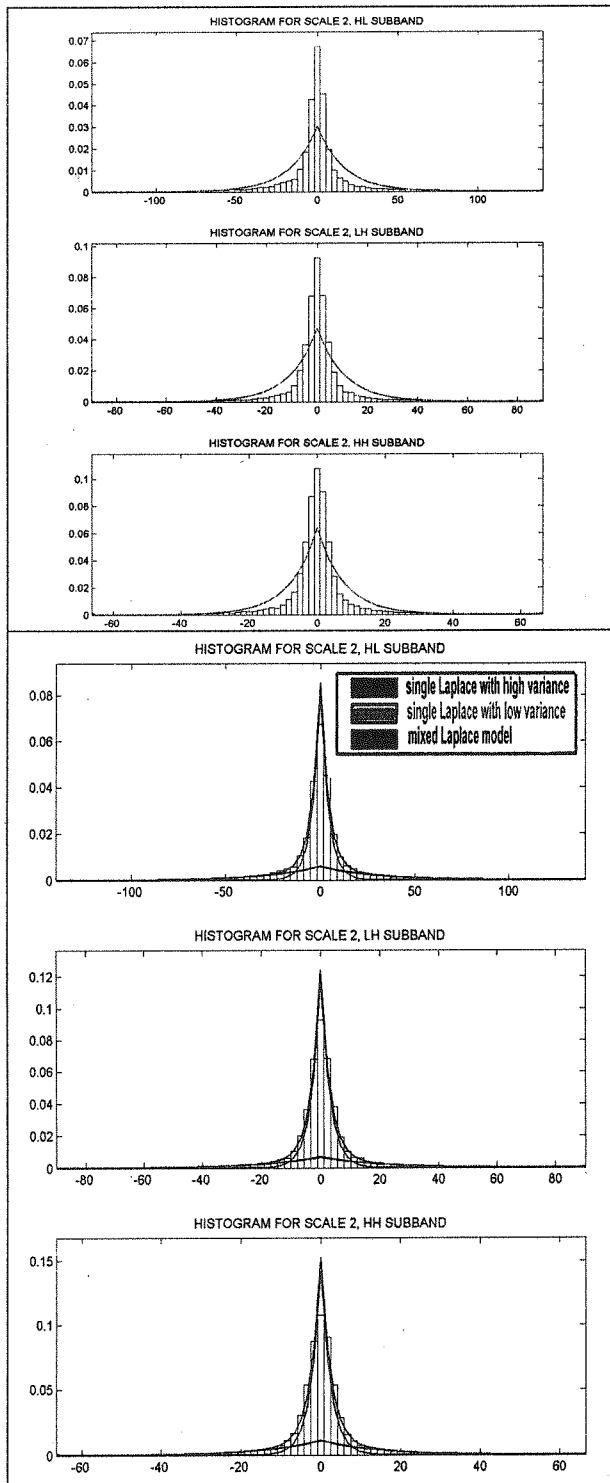 HISTOGRAM FOR SCALE 2, HL SUBBAND
0.07
0.06
0.05
0.04
0.03
0.02
0.01
0
-100 -50 0 50 100
HISTOGRAM FOR SCALE 2, LH SUBBAND
0.1
0.08
0.06
0.04
0.02
0
-80 -60 -40 -20 0 20 40 60 80
HISTOGRAM FOR SCALE 2, HH SUBBAND
0.1
0.08
0.06
0.04
0.02
0
-60 -40 -20 0 20 40 60
HISTOGRAM FOR SCALE 2, HL SUBBAND
single Laplace with high variance
single Laplace with low variance
mixed Laplace model
0.08
0.06
0.04
0.02
0
-100 -50 0 50 100
HISTOGRAM FOR SCALE 2, LH SUBBAND
0.12
0.1
0.08
0.06
0.04
0.02
0
-80 -60 -40 -20 0 20 40 60 80
HISTOGRAM FOR SCALE 2, HH SUBBAND
0.15
0.1
0.05
0
-60 -40 -20 0 20 40 60